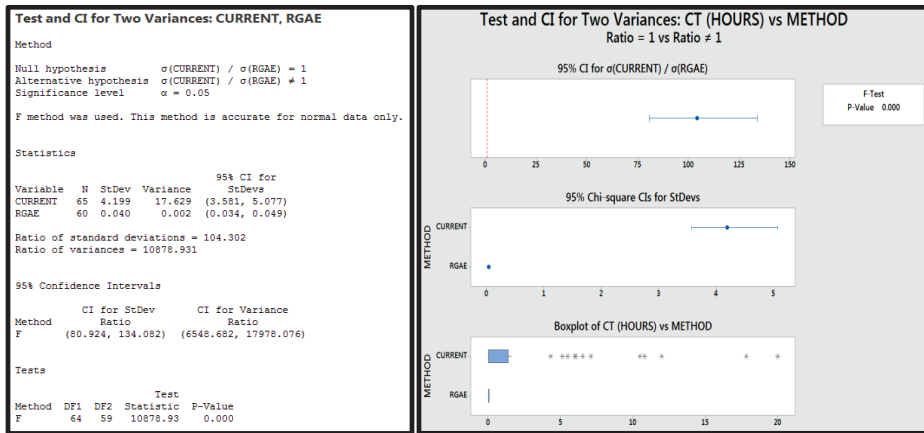 Test and CI for Two Variances: CURRENT, RGAE
Method
Null hypothesis σ(CURRENT) / σ(RGAE) = 1
Alternative hypothesis σ(CURRENT) / σ(RGAE) ≠ 1
Significance level α = 0.05
F method was used. This method is accurate for normal data only.
Statistics
95% CI for
Variable N StDev Variance StDevs
CURRENT 65 4.199 17.629 (3.581, 5.077)
RGAE 60 0.040 0.002 (0.034, 0.049)
Ratio of standard deviations = 104.302
Ratio of variances = 10878.931
95% Confidence Intervals
CI for StDev CI for Variance
Method Ratio Ratio
F (80.924, 134.082) (6548.682, 17978.076)
Tests
Test
Method DF1 DF2 Statistic P-Value
F 64 59 10878.93 0.000
Test and CI for Two Variances: CT (HOURS) vs METHOD
Ratio = 1 vs Ratio ≠ 1
95% CI for σ(CURRENT) / σ(RGAE)
0 25 50 75 100 125 150
F-Test
P-Value 0.000
95% Chi-square CIs for StDevs
METHOD
CURRENT
RGAE
0 1 2 3 4 5
Boxplot of CT (HOURS) vs METHOD
METHOD
CURRENT
RGAE
0 5 10 15 20